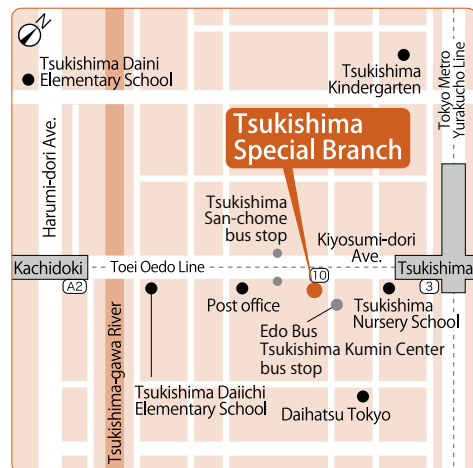 N
Tsukishima Daini
Elementary School
Tsukishima
Kindergarten
Tokyo Metro
Yurakucho Line
Harumi-dori Ave.
Tsukishima
Special Branch
Tsukishima
San-chome
bus stop
Kiyosumi-dori
Ave.
Kachidoki
Toei Oedo Line
Tsukishima
A2
10
3
Post office
Tsukishima
Nursery School
Edo Bus
Tsukishima Kumin Center
bus stop
Tsukishima-gawa River
Tsukishima Daiichi
Elementary School
Daihatsu Tokyo